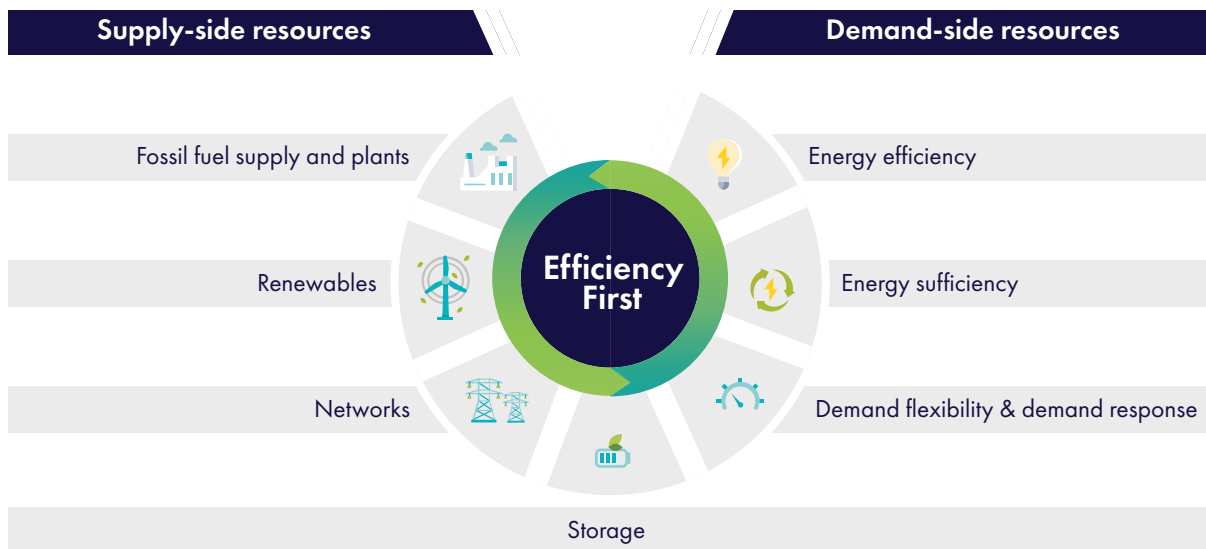 Supply-side resources
Demand-side resources
Fossil fuel supply and plants
Energy efficiency
Efficiency
First
Renewables
Energy sufficiency
Networks
Demand flexibility & demand response
Storage